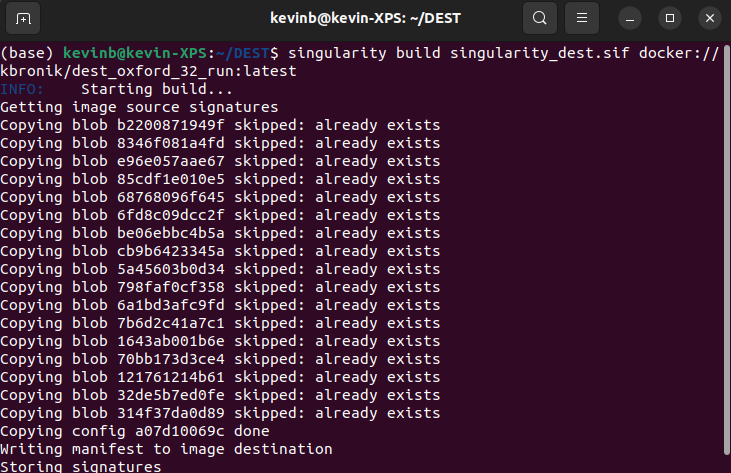 kevinb@kevin-XPS: ~/DEST
(base) kevinb@kevin-XPS:~/DEST$ singularity build singularity_dest.sif docker://
kbronik/dest_oxford_32_run:latest
INFO:    Starting build...
Getting image source signatures
Copying blob b2200871949f skipped: already exists
Copying blob 8346f081a4fd skipped: already exists
Copying blob e96e057aae67 skipped: already exists
Copying blob 85cdf1e010e5 skipped: already exists
Copying blob 68768096f645 skipped: already exists
Copying blob 6fd8c09dcc2f skipped: already exists
Copying blob be06ebbc4b5a skipped: already exists
Copying blob cb9b6423345a skipped: already exists
Copying blob 5a45603b0d34 skipped: already exists
Copying blob 798faf0cf358 skipped: already exists
Copying blob 6a1bd3afc9fd skipped: already exists
Copying blob 7b6d2c41a7c1 skipped: already exists
Copying blob 1643ab001b6e skipped: already exists
Copying blob 70bb173d3ce4 skipped: already exists
Copying blob 121761214b61 skipped: already exists
Copying blob 32de5b7ed0fe skipped: already exists
Copying blob 314f37da0d89 skipped: already exists
Copying config a07d10069c done
Writing manifest to image destination
Storing signatures